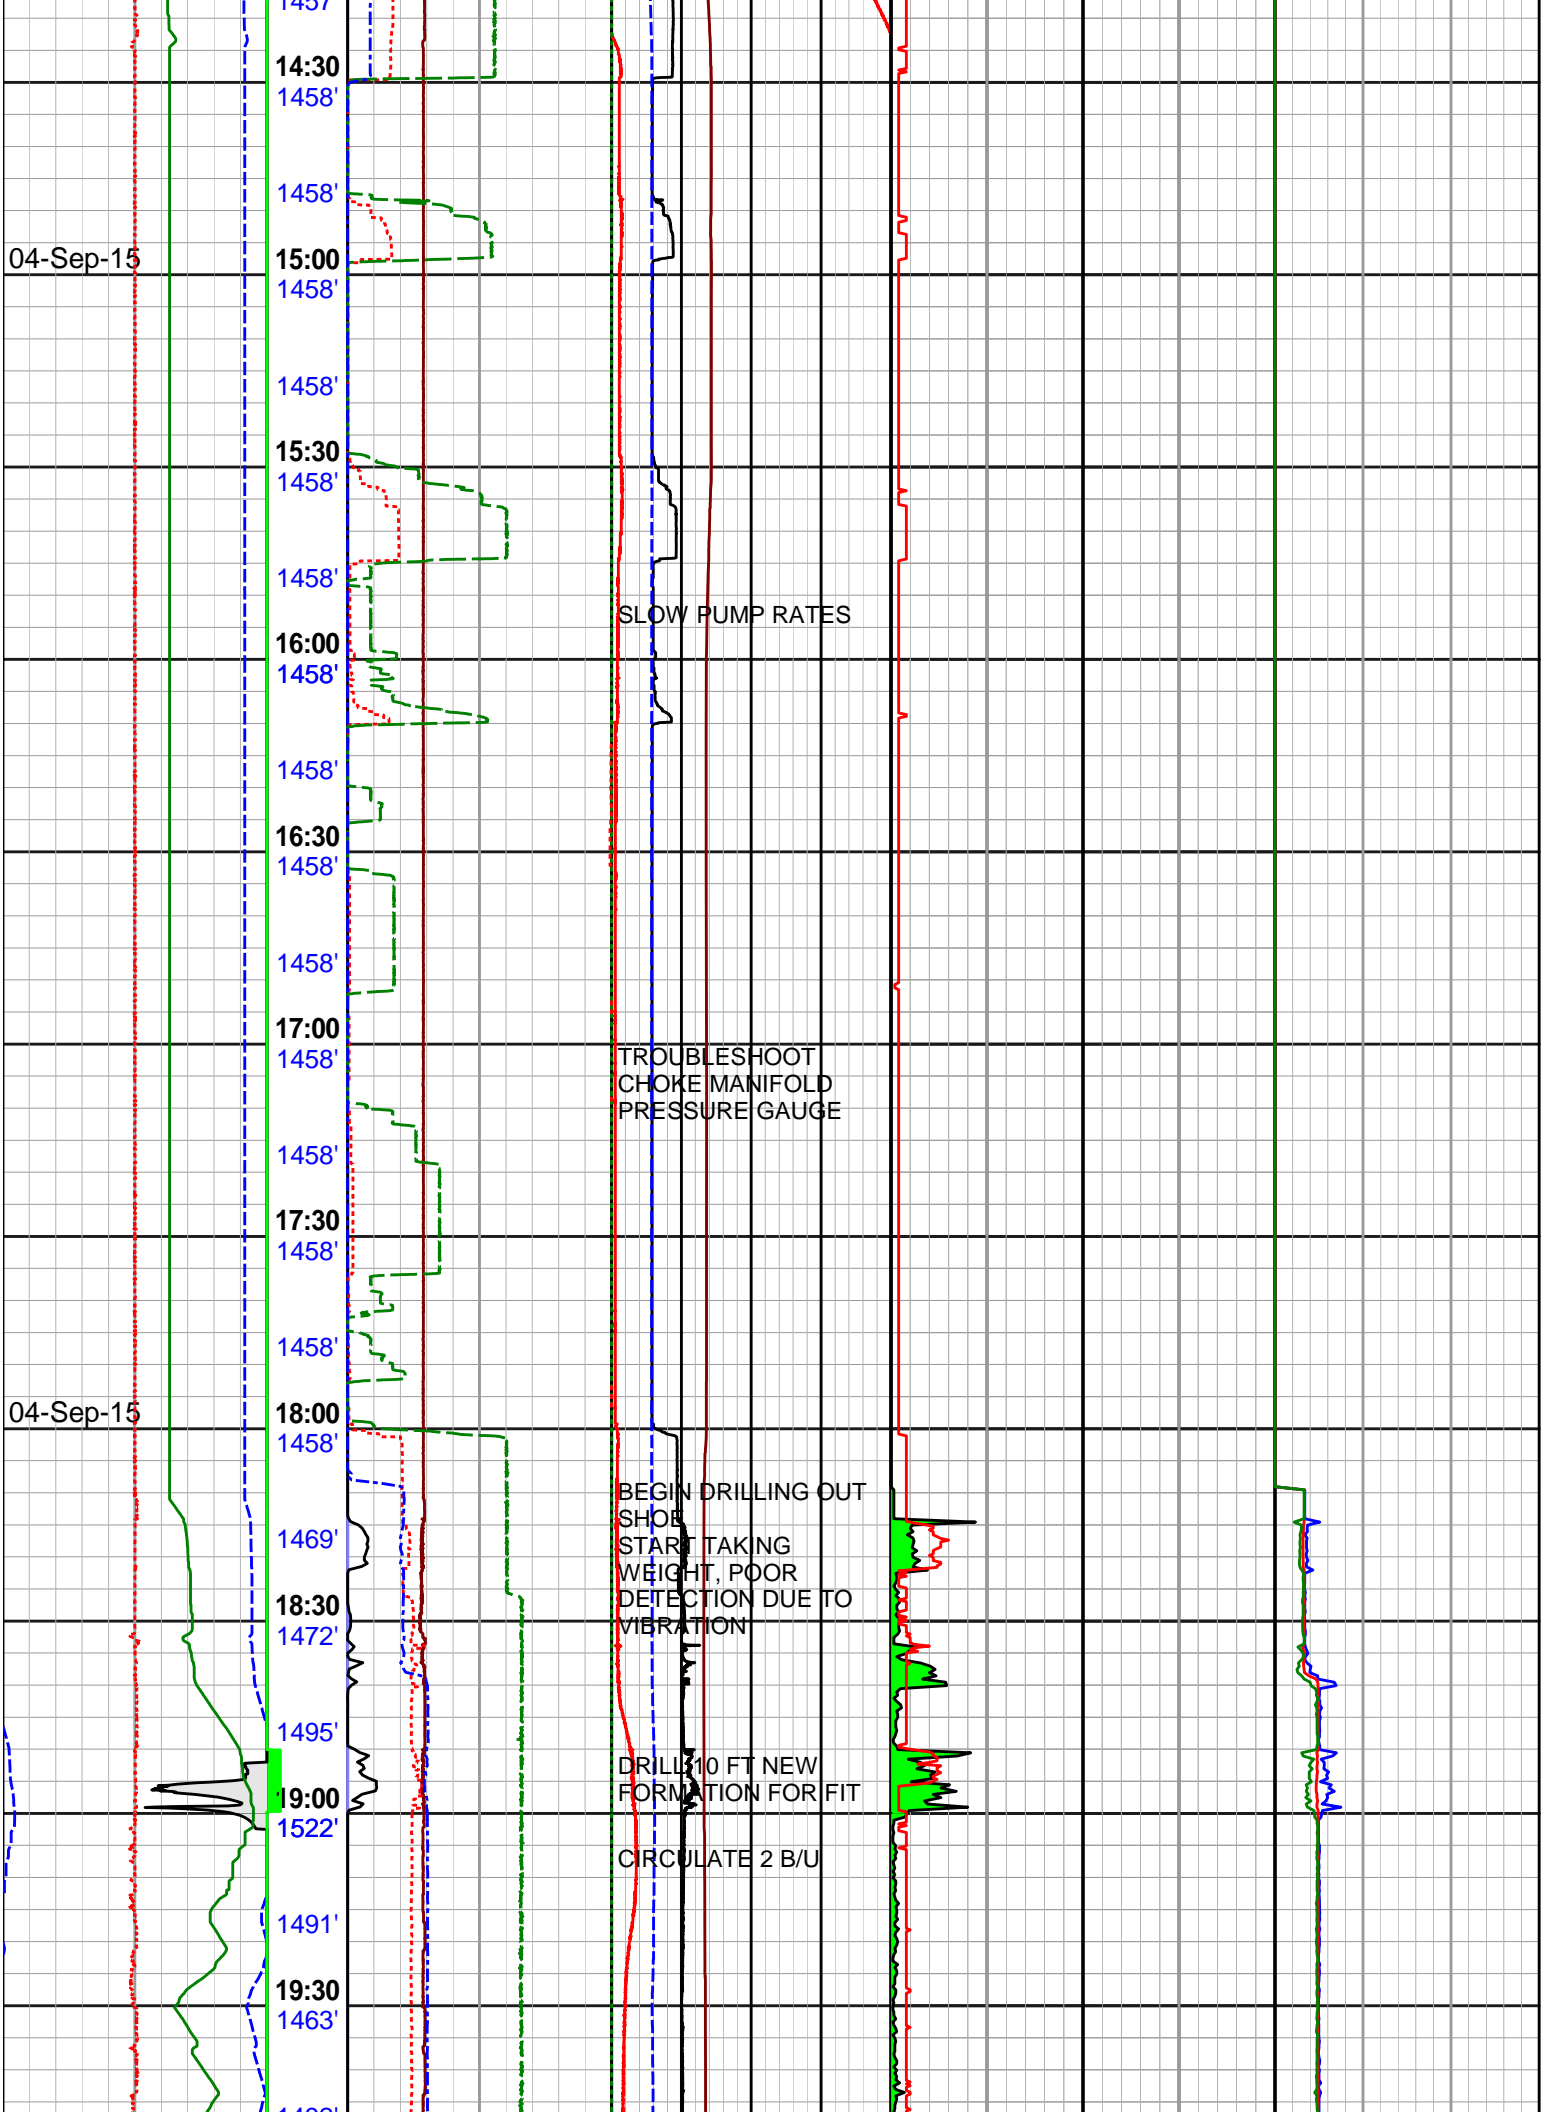 1457'
14:30
1458'
1458'
04-Sep-15
15:00
1458'
1458'
15:30
1458'
1458'
SLOW PUMP RATES
16:00
1458'
1458'
16:30
1458'
1458'
17:00
1458'
TROUBLESHOOT
CHOKE MANIFOLD
PRESSURE GAUGE
1458'
17:30
1458'
1458'
04-Sep-15
18:00
1458'
BEGIN DRILLING OUT
SHOE
START TAKING
WEIGHT, POOR
DETECTION DUE TO
VIBRATION
1469'
18:30
1472'
1495'
DRILL 10 FT NEW
FORMATION FOR FIT
19:00
1522'
CIRCULATE 2 B/U
1491'
19:30
1463'